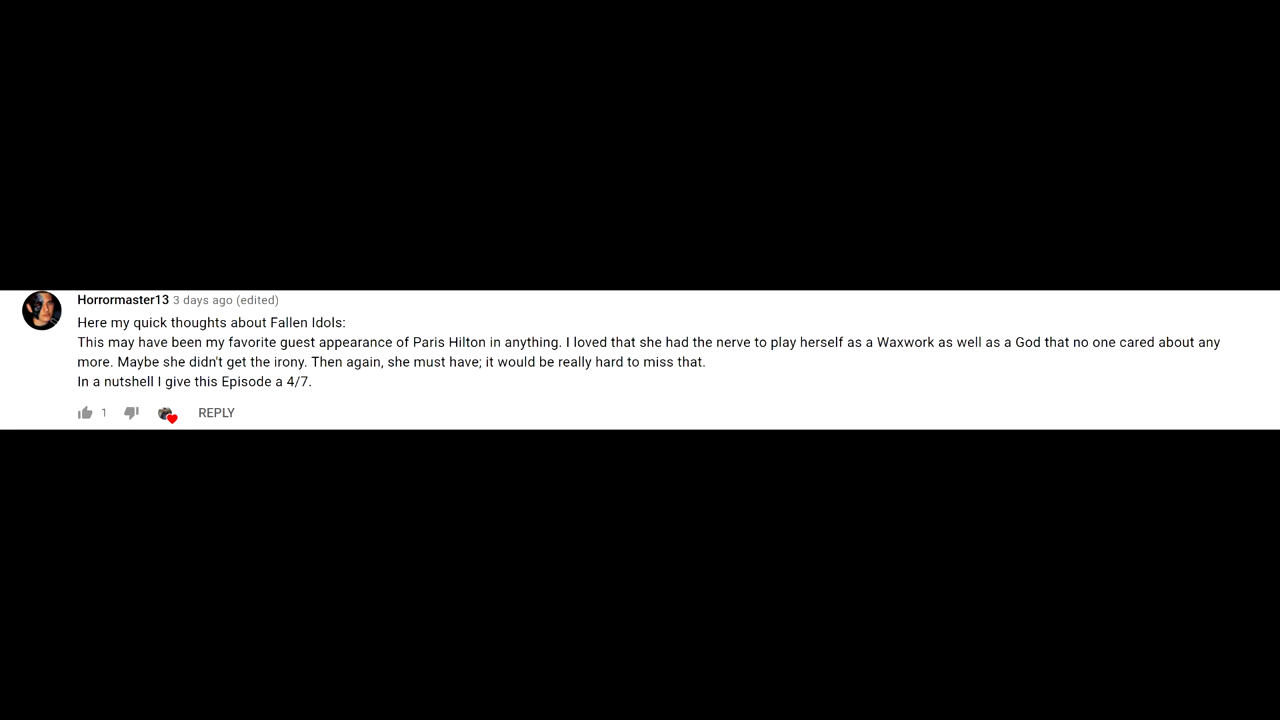 Horrormaster13 3 days ago (edited)
Here my quick thoughts about Fallen Idols:
This may have been my favorite guest appearance of Paris Hilton in anything. I loved that she had the nerve to play herself as a Waxwork as well as a God that no one cared about any
more. Maybe she didn't get the irony. Then again, she must have; it would be really hard to miss that.
In a nutshell I give this Episode a 4/7.
1 REPLY